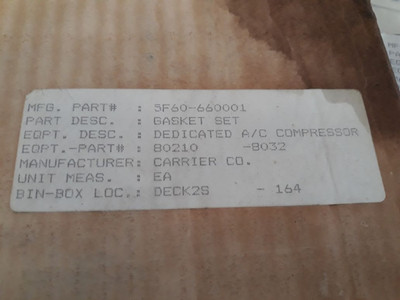 MFG. PART# : 5F60-660001
PART DESC. : GASKET SET
EQPT. DESC. : DEDICATED A/C COMPRESSOR
EQPT.-PART# : 80210 -8032
MANUFACTURER: CARRIER CO.
UNIT MEAS. : EA
BIN-BOX LOC.: DECK2S - 164